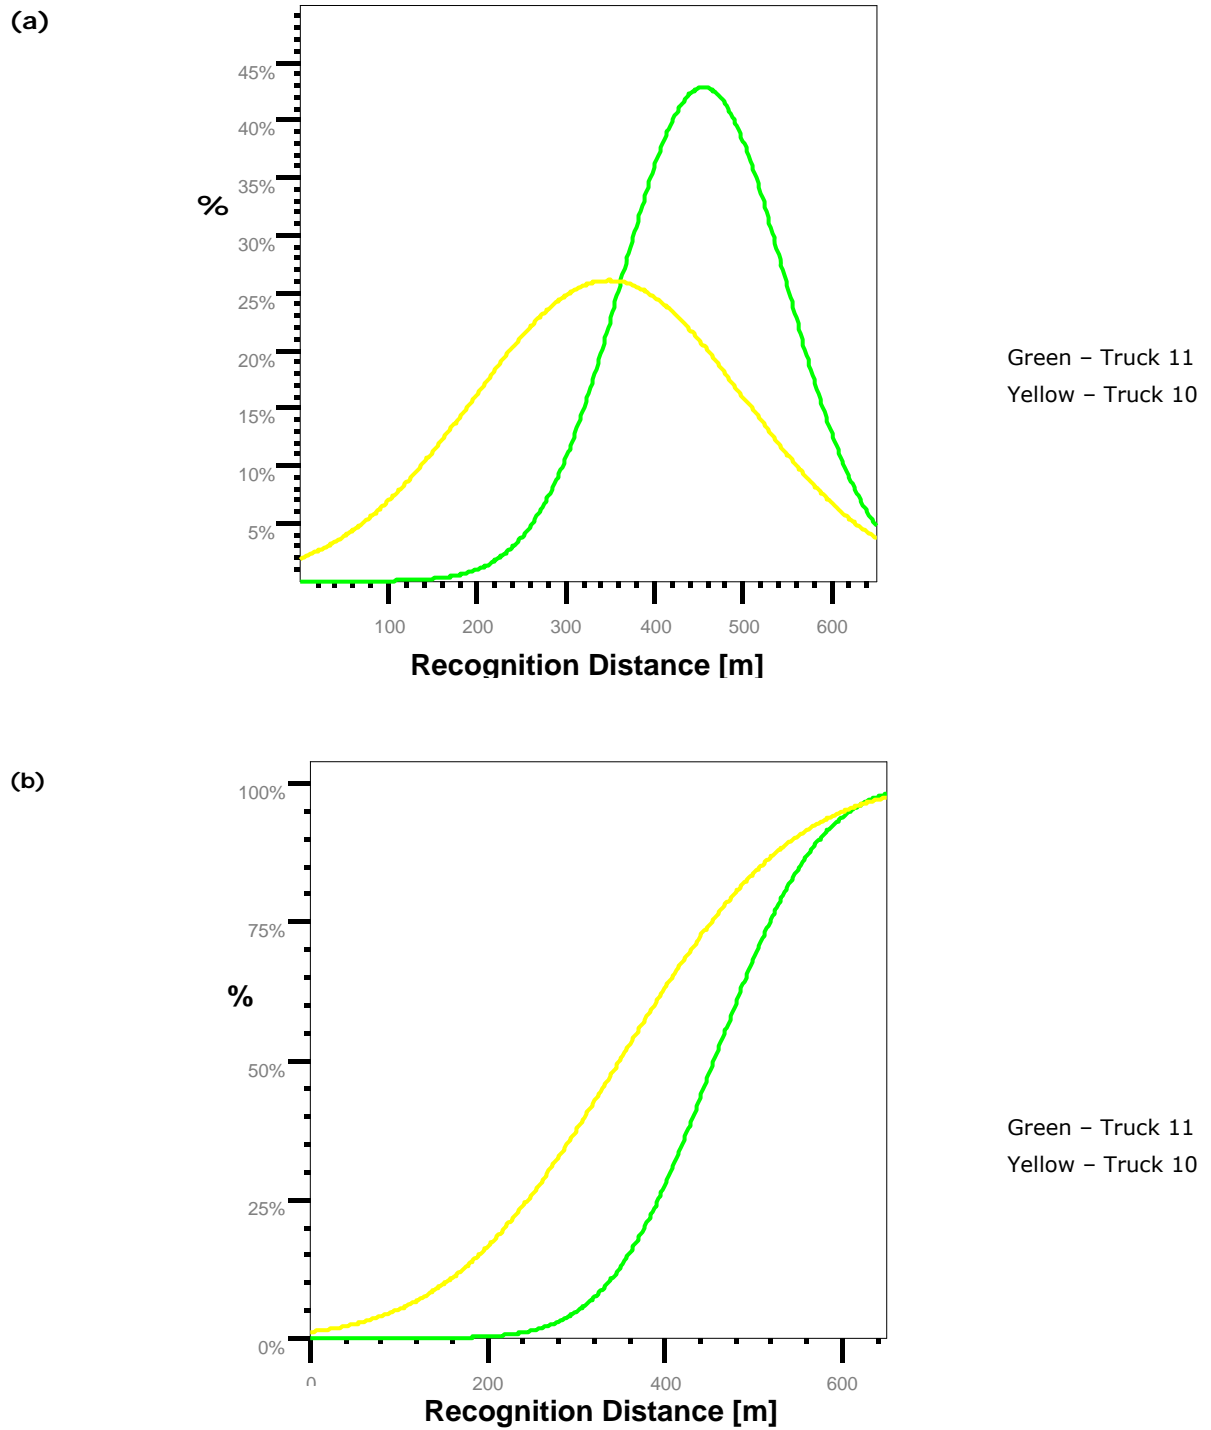 (a)
45%
40%
35%
%
30%
25%
20%
15%
10%
5%
100 200 300 400 500 600
Recognition Distance [m]
Green – Truck 11
Yellow – Truck 10
(b)
100%
75%
%
50%
25%
0%
0 200 400 600
Recognition Distance [m]
Green – Truck 11
Yellow – Truck 10